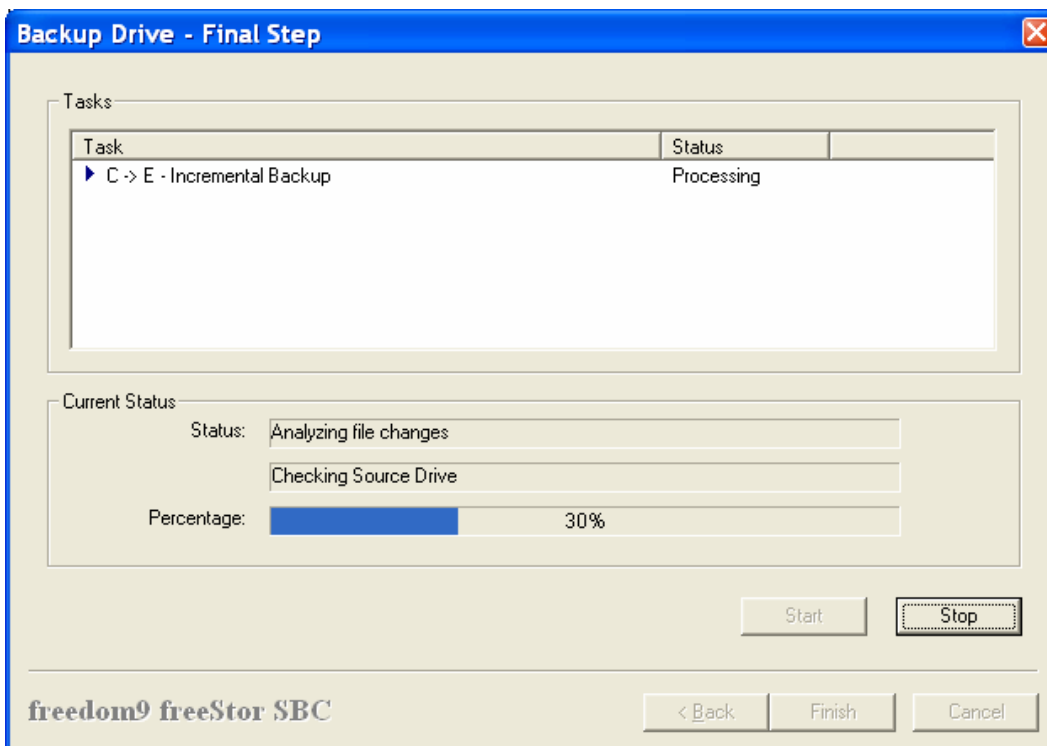 Backup Drive - Final Step
Tasks
Task Status
C -> E - Incremental Backup Processing
Current Status
Status: Analyzing file changes
Checking Source Drive
Percentage: 30%
Start Stop
freedom9 freeStor SBC < Back Finish Cancel